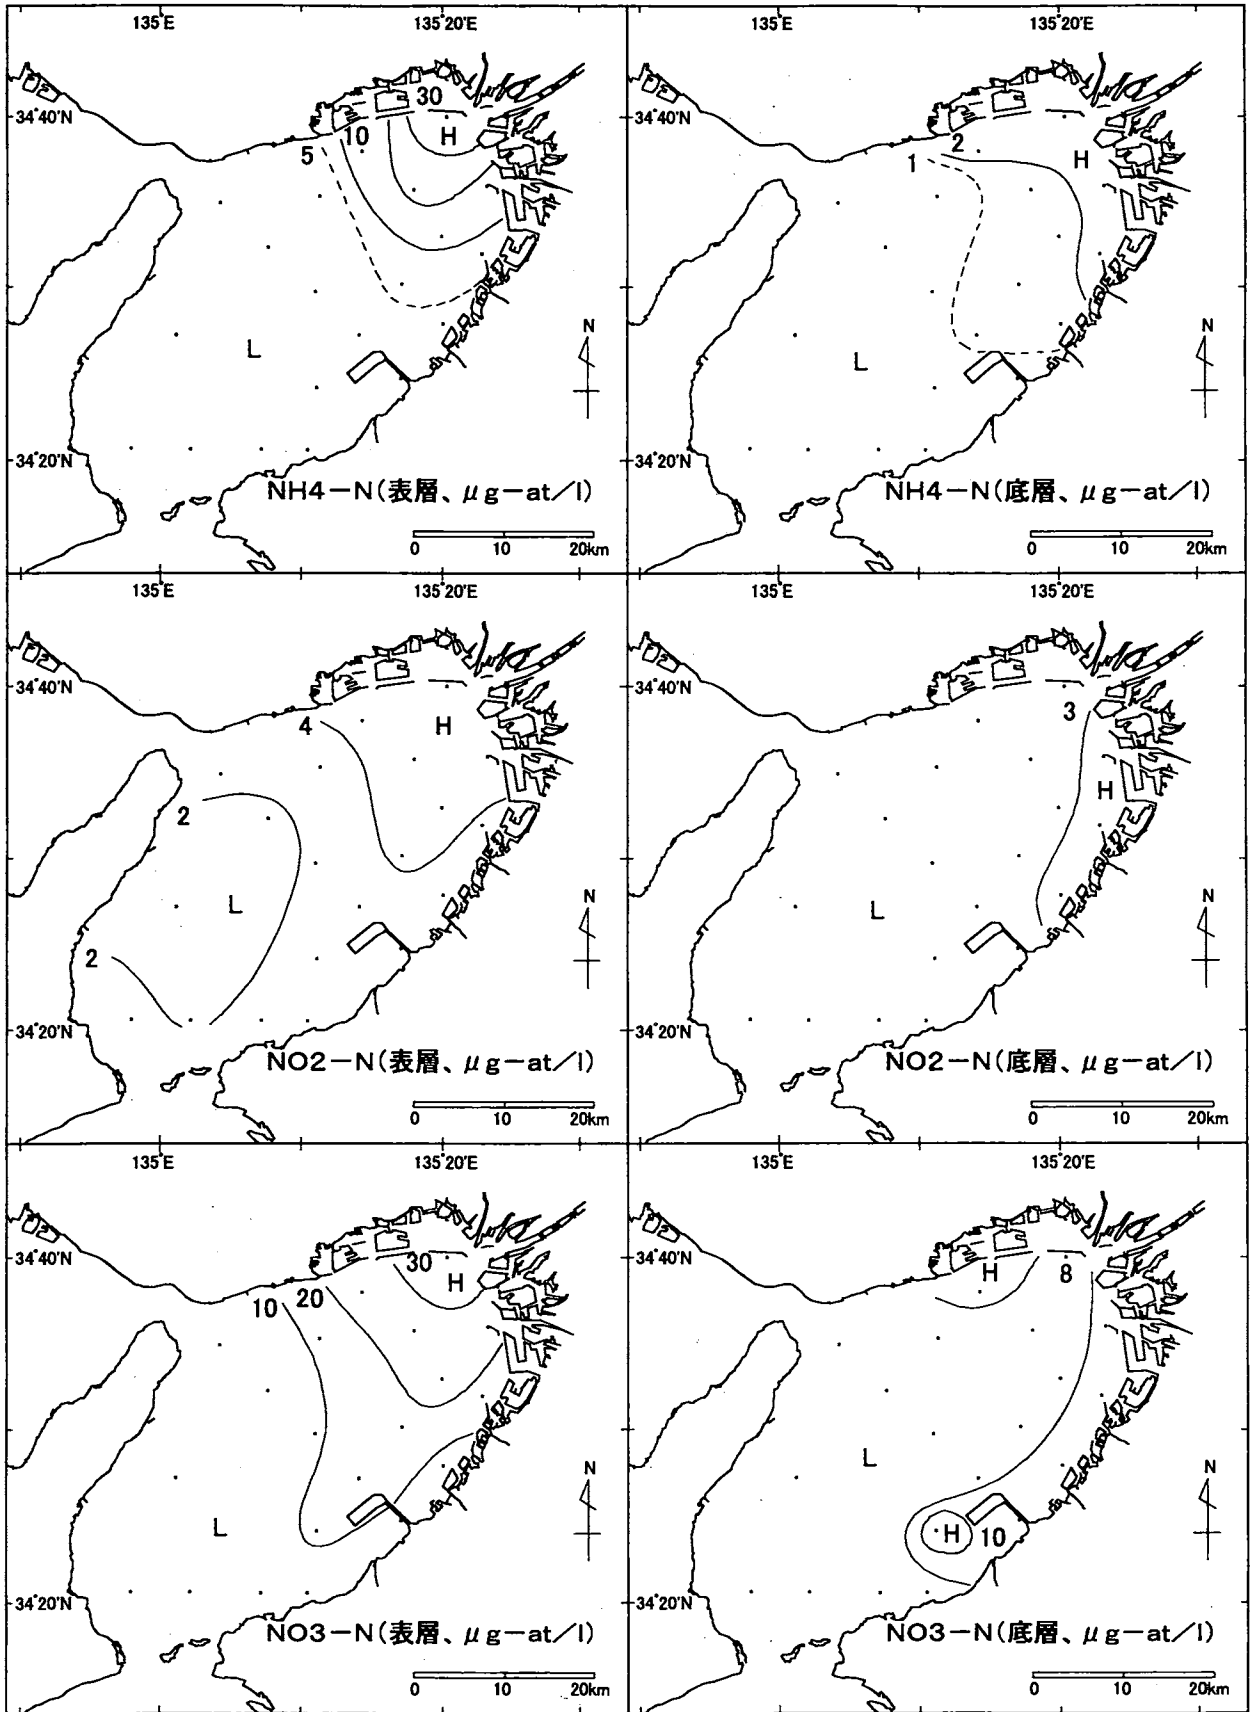 135°E
135°20'E
34°40'N
30
10
H
5
L
N
34°20'N
NH4-N(表層、μg-at/l)
0 10 20km
135°E
135°20'E
34°40'N
2
1
H
L
N
34°20'N
NH4-N(底層、μg-at/l)
0 10 20km
135°E
135°20'E
34°40'N
4
H
2
L
N
2
34°20'N
NO2-N(表層、μg-at/l)
0 10 20km
135°E
135°20'E
34°40'N
3
H
L
N
34°20'N
NO2-N(底層、μg-at/l)
0 10 20km
135°E
135°20'E
34°40'N
30
H
20
10
N
L
34°20'N
NO3-N(表層、μg-at/l)
0 10 20km
135°E
135°20'E
34°40'N
H
8
L
N
H
10
34°20'N
NO3-N(底層、μg-at/l)
0 10 20km